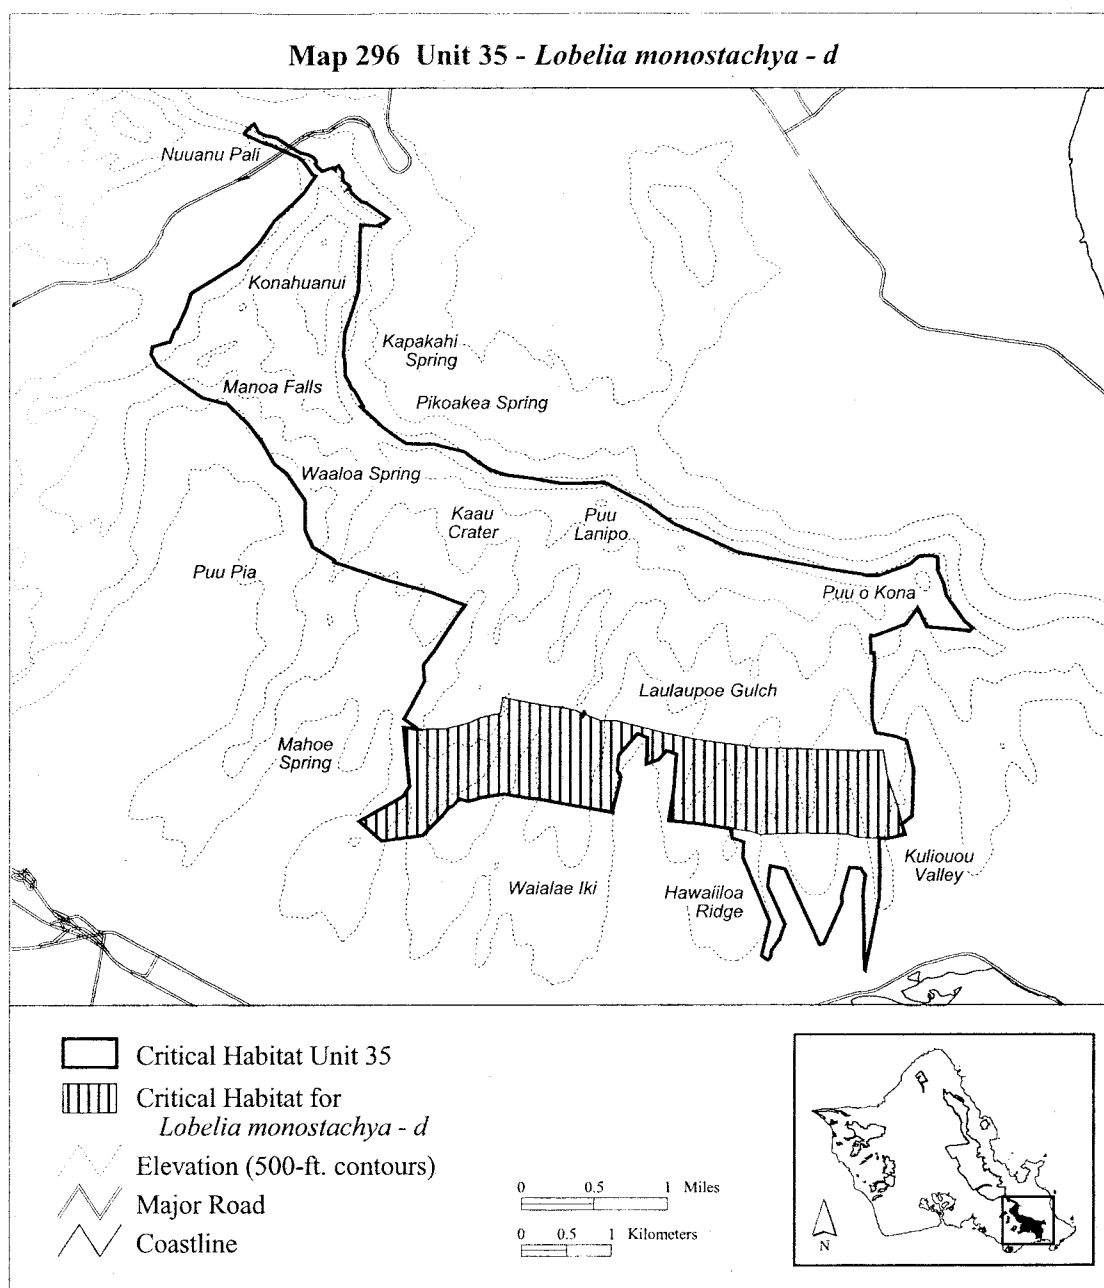 Map 296 Unit 35 - Lobelia monostachya - d
Nuuanu Pali
Konahuanui
Kapakahi
Spring
Manoa Falls
Pikoakea Spring
Waaloa Spring
Kaau
Crater
Puu
Lanipo
Puu Pia
Puu o Kona
Laulaupoe Gulch
Mahoe
Spring
Waialae Iki
Hawaiiloa
Ridge
Kuliouou
Valley
Critical Habitat Unit 35
Critical Habitat for
Lobelia monostachya - d
Elevation (500-ft. contours)
Major Road
Coastline
0 0.5 1 Miles
0 0.5 1 Kilometers
N